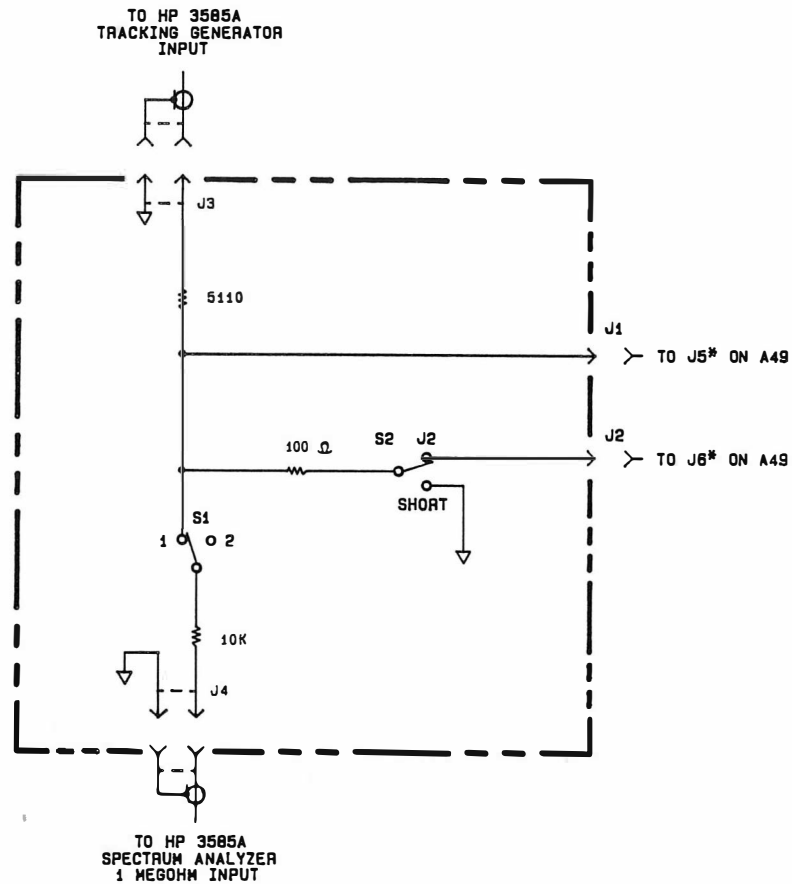 TO HP 3585A
TRACKING GENERATOR
INPUT
J3
5110
J1
TO J5* ON A49
J2
TO J6* ON A49
100 Ω
S2
J2
SHORT
S1
1
2
10K
J4
TO HP 3585A
SPECTRUM ANALYZER
1 MEGOHM INPUT